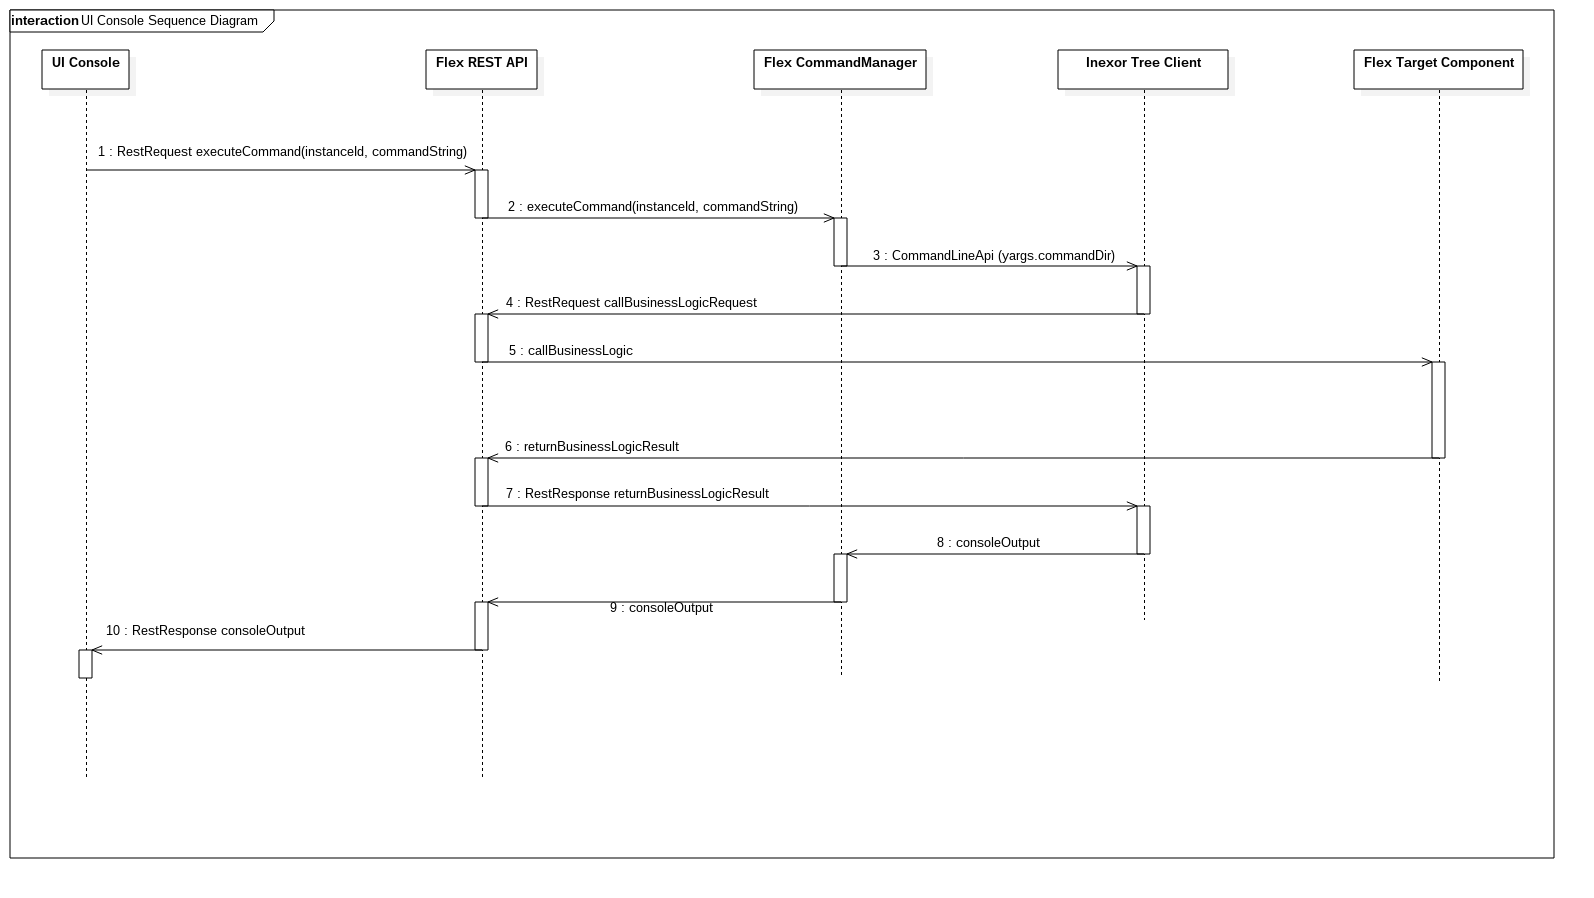 interaction UI Console Sequence Diagram
UI Console
Flex REST API
Flex CommandManager
Inexor Tree Client
Flex Target Component
1 : RestRequest executeCommand(instanceId, commandString)
2 : executeCommand(instanceId, commandString)
3 : CommandLineApi (yargs.commandDir)
4 : RestRequest callBusinessLogicRequest
5 : callBusinessLogic
6 : returnBusinessLogicResult
7 : RestResponse returnBusinessLogicResult
8 : consoleOutput
9 : consoleOutput
10 : RestResponse consoleOutput